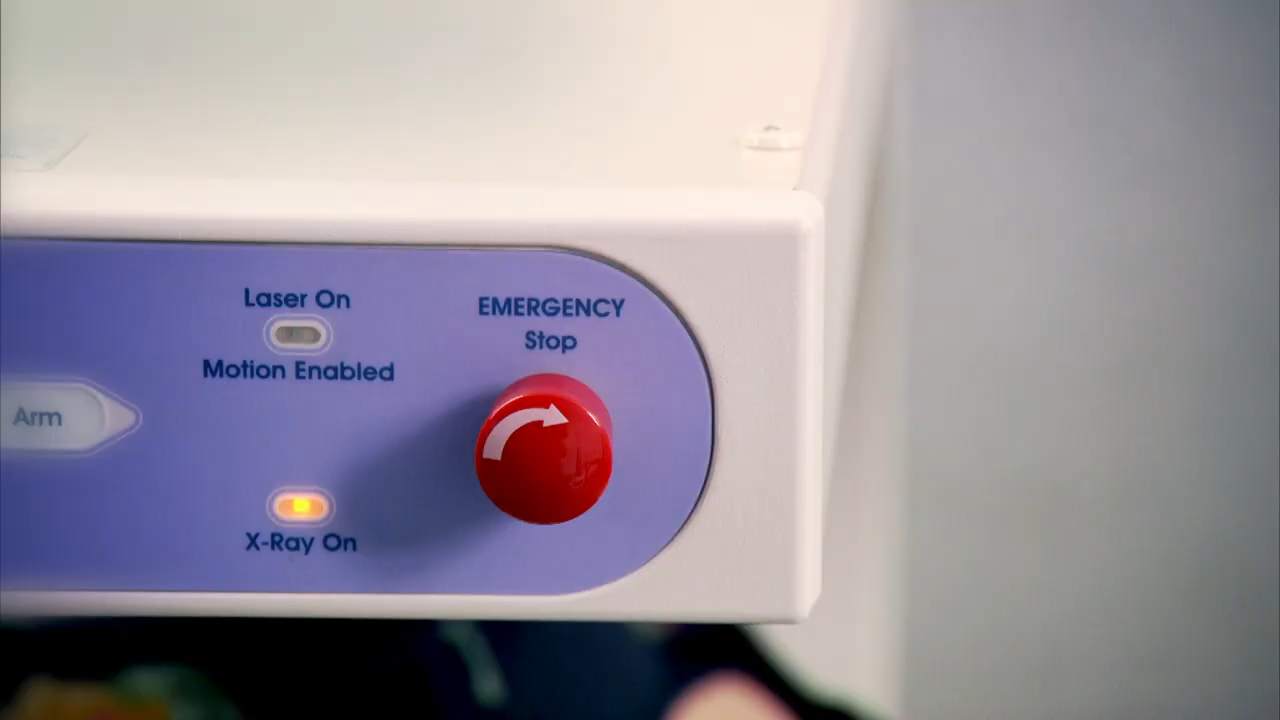 Laser On
Motion Enabled
EMERGENCY
Stop
Arm
X-Ray On